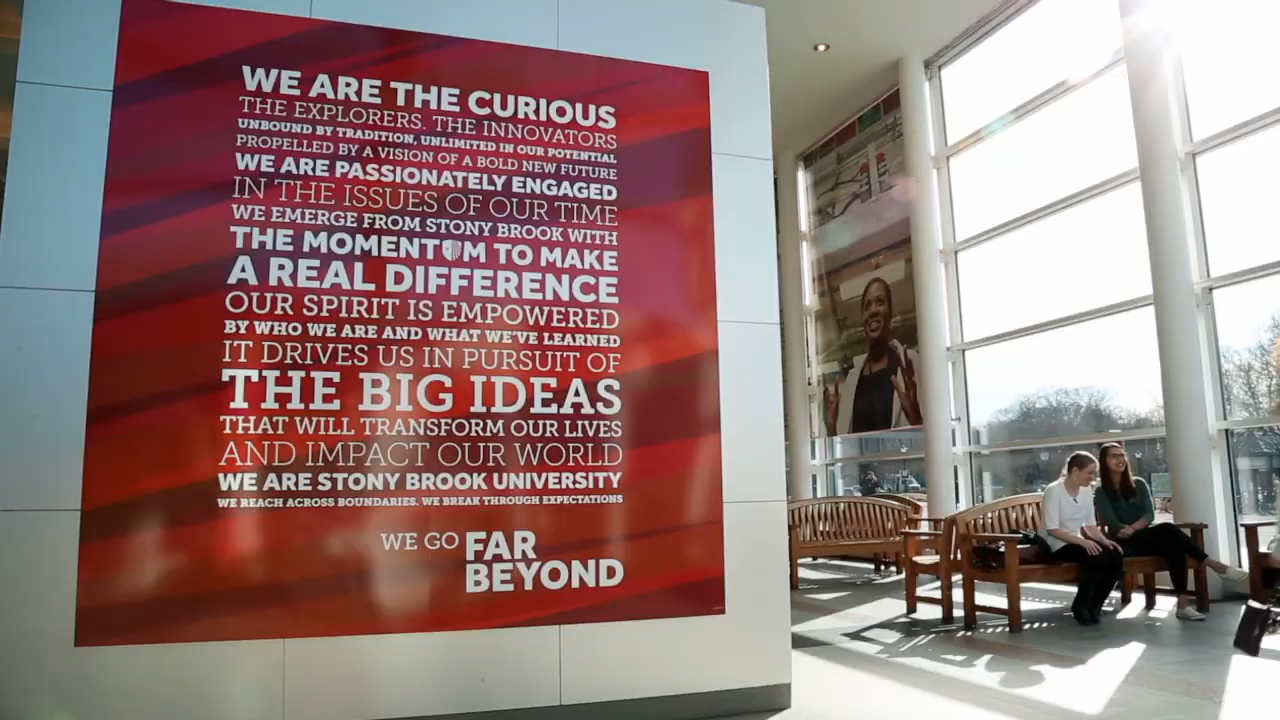 WE ARE THE CURIOUS
THE EXPLORERS. THE INNOVATORS
UNBOUND BY TRADITION, UNLIMITED IN OUR POTENTIAL
PROPELLED BY A VISION OF A BOLD NEW FUTURE
WE ARE PASSIONATELY ENGAGED
IN THE ISSUES OF OUR TIME
WE EMERGE FROM STONY BROOK WITH
THE MOMENTUM TO MAKE
A REAL DIFFERENCE
OUR SPIRIT IS EMPOWERED
BY WHO WE ARE AND WHAT WE'VE LEARNED
IT DRIVES US IN PURSUIT OF
THE BIG IDEAS
THAT WILL TRANSFORM OUR LIVES
AND IMPACT OUR WORLD
WE ARE STONY BROOK UNIVERSITY
WE REACH ACROSS BOUNDARIES. WE BREAK THROUGH EXPECTATIONS
WE GO FAR
BEYOND